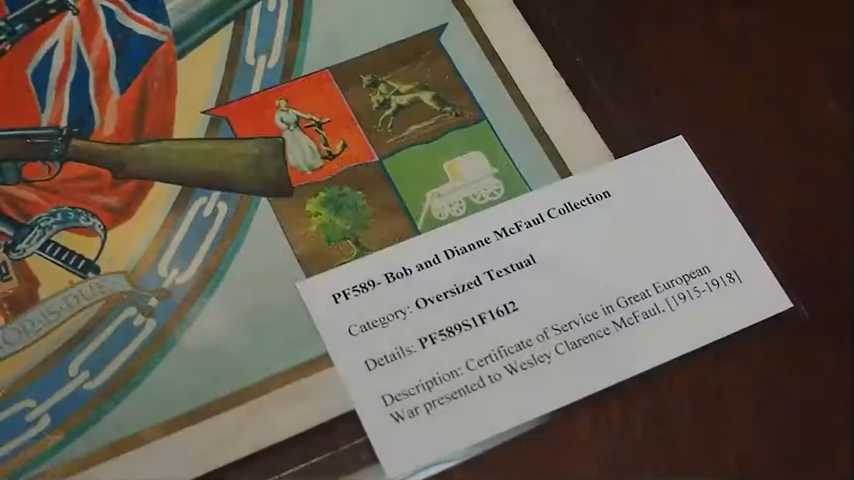 PF589- Bob and Dianne McFaul Collection
Category: Oversized Textual
Details: PF589S1F1612
Description: Certificate of Service in Great European
War presented to Wesley Clarence McFaul. [1915-1918]